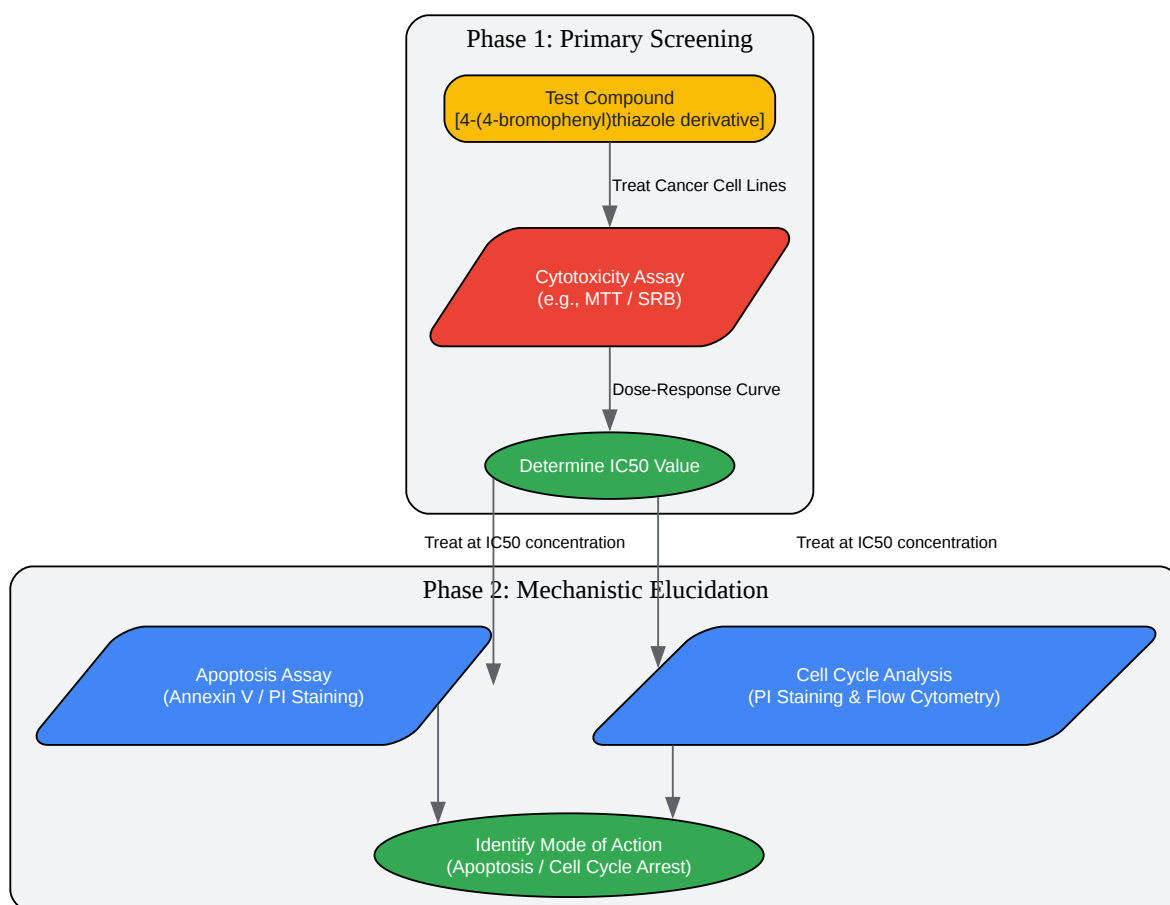 Phase 1: Primary Screening
Test Compound
[4-(4-bromophenyl)thiazole derivative]
Treat Cancer Cell Lines
Cytotoxicity Assay
(e.g., MTT / SRB)
Dose-Response Curve
Determine IC50 Value
Treat at IC50 concentration
Treat at IC50 concentration
Phase 2: Mechanistic Elucidation
Apoptosis Assay
(Annexin V / PI Staining)
Cell Cycle Analysis
(PI Staining & Flow Cytometry)
Identify Mode of Action
(Apoptosis / Cell Cycle Arrest)